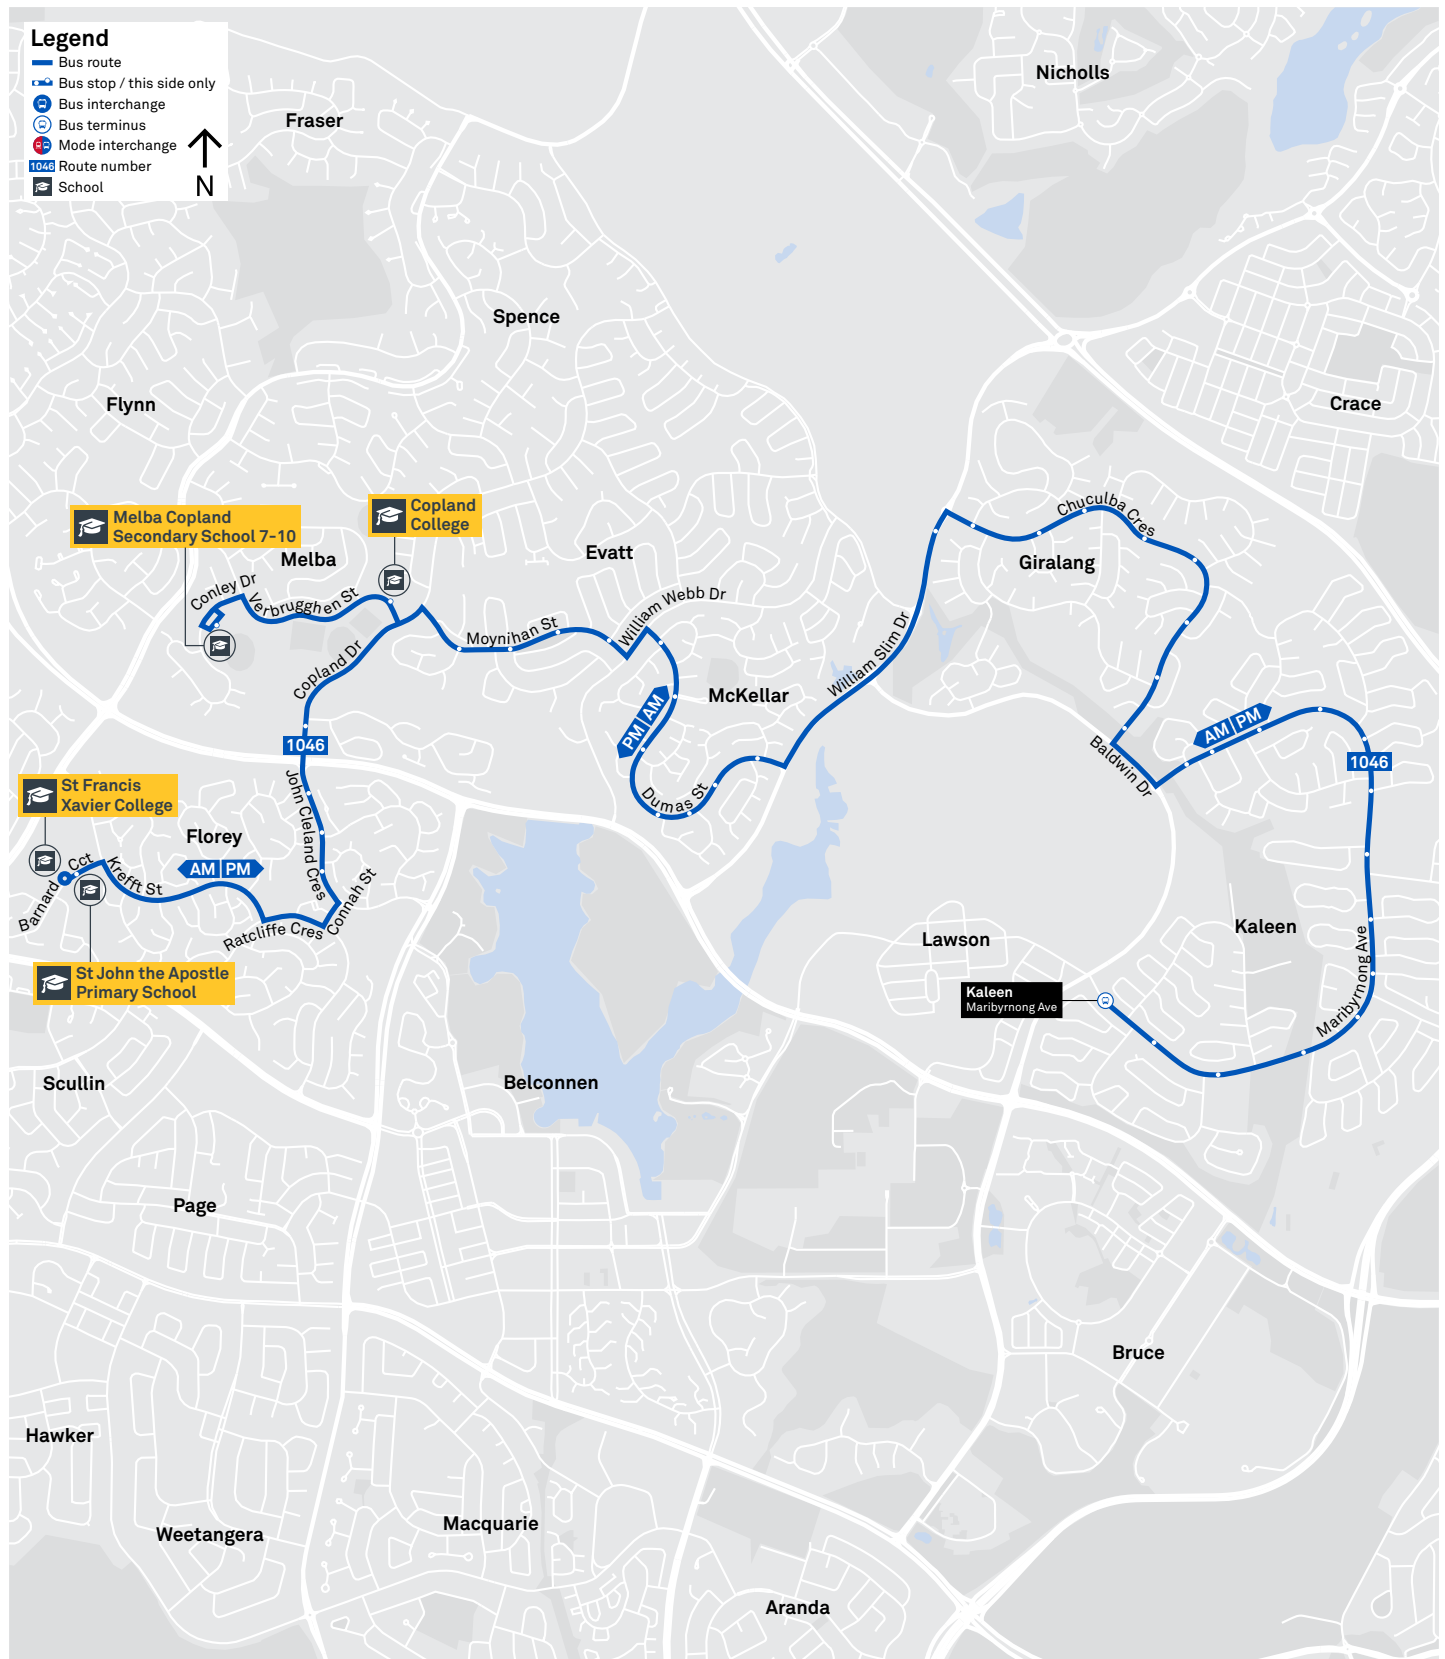 Legend
Bus route
Bus stop / this side only
Bus interchange
Bus terminus
Mode interchange
1046 Route number
School
N
Nicholls
Fraser
Spence
Flynn
Crace
Copland
College
Melba Copland
Secondary School 7-10
Melba
Evatt
Chuculba Cres
Giralang
Conley Dr
Verbrugghen St
William Webb Dr
Moynihan St
Copland Dr
William Slim Dr
McKellar
PM AM
AM PM
1046
Baldwin Dr
1046
St Francis
Xavier College
John Cleland Cres
Dumas St
Florey
AM PM
Cct
Krefft St
Barnard
Connah St
Ratcliffe Cres
Kaleen
Lawson
St John the Apostle
Primary School
Kaleen
Maribyrnong Ave
Maribyrnong Ave
Scullin
Belconnen
Page
Bruce
Hawker
Weetangera
Macquarie
Aranda